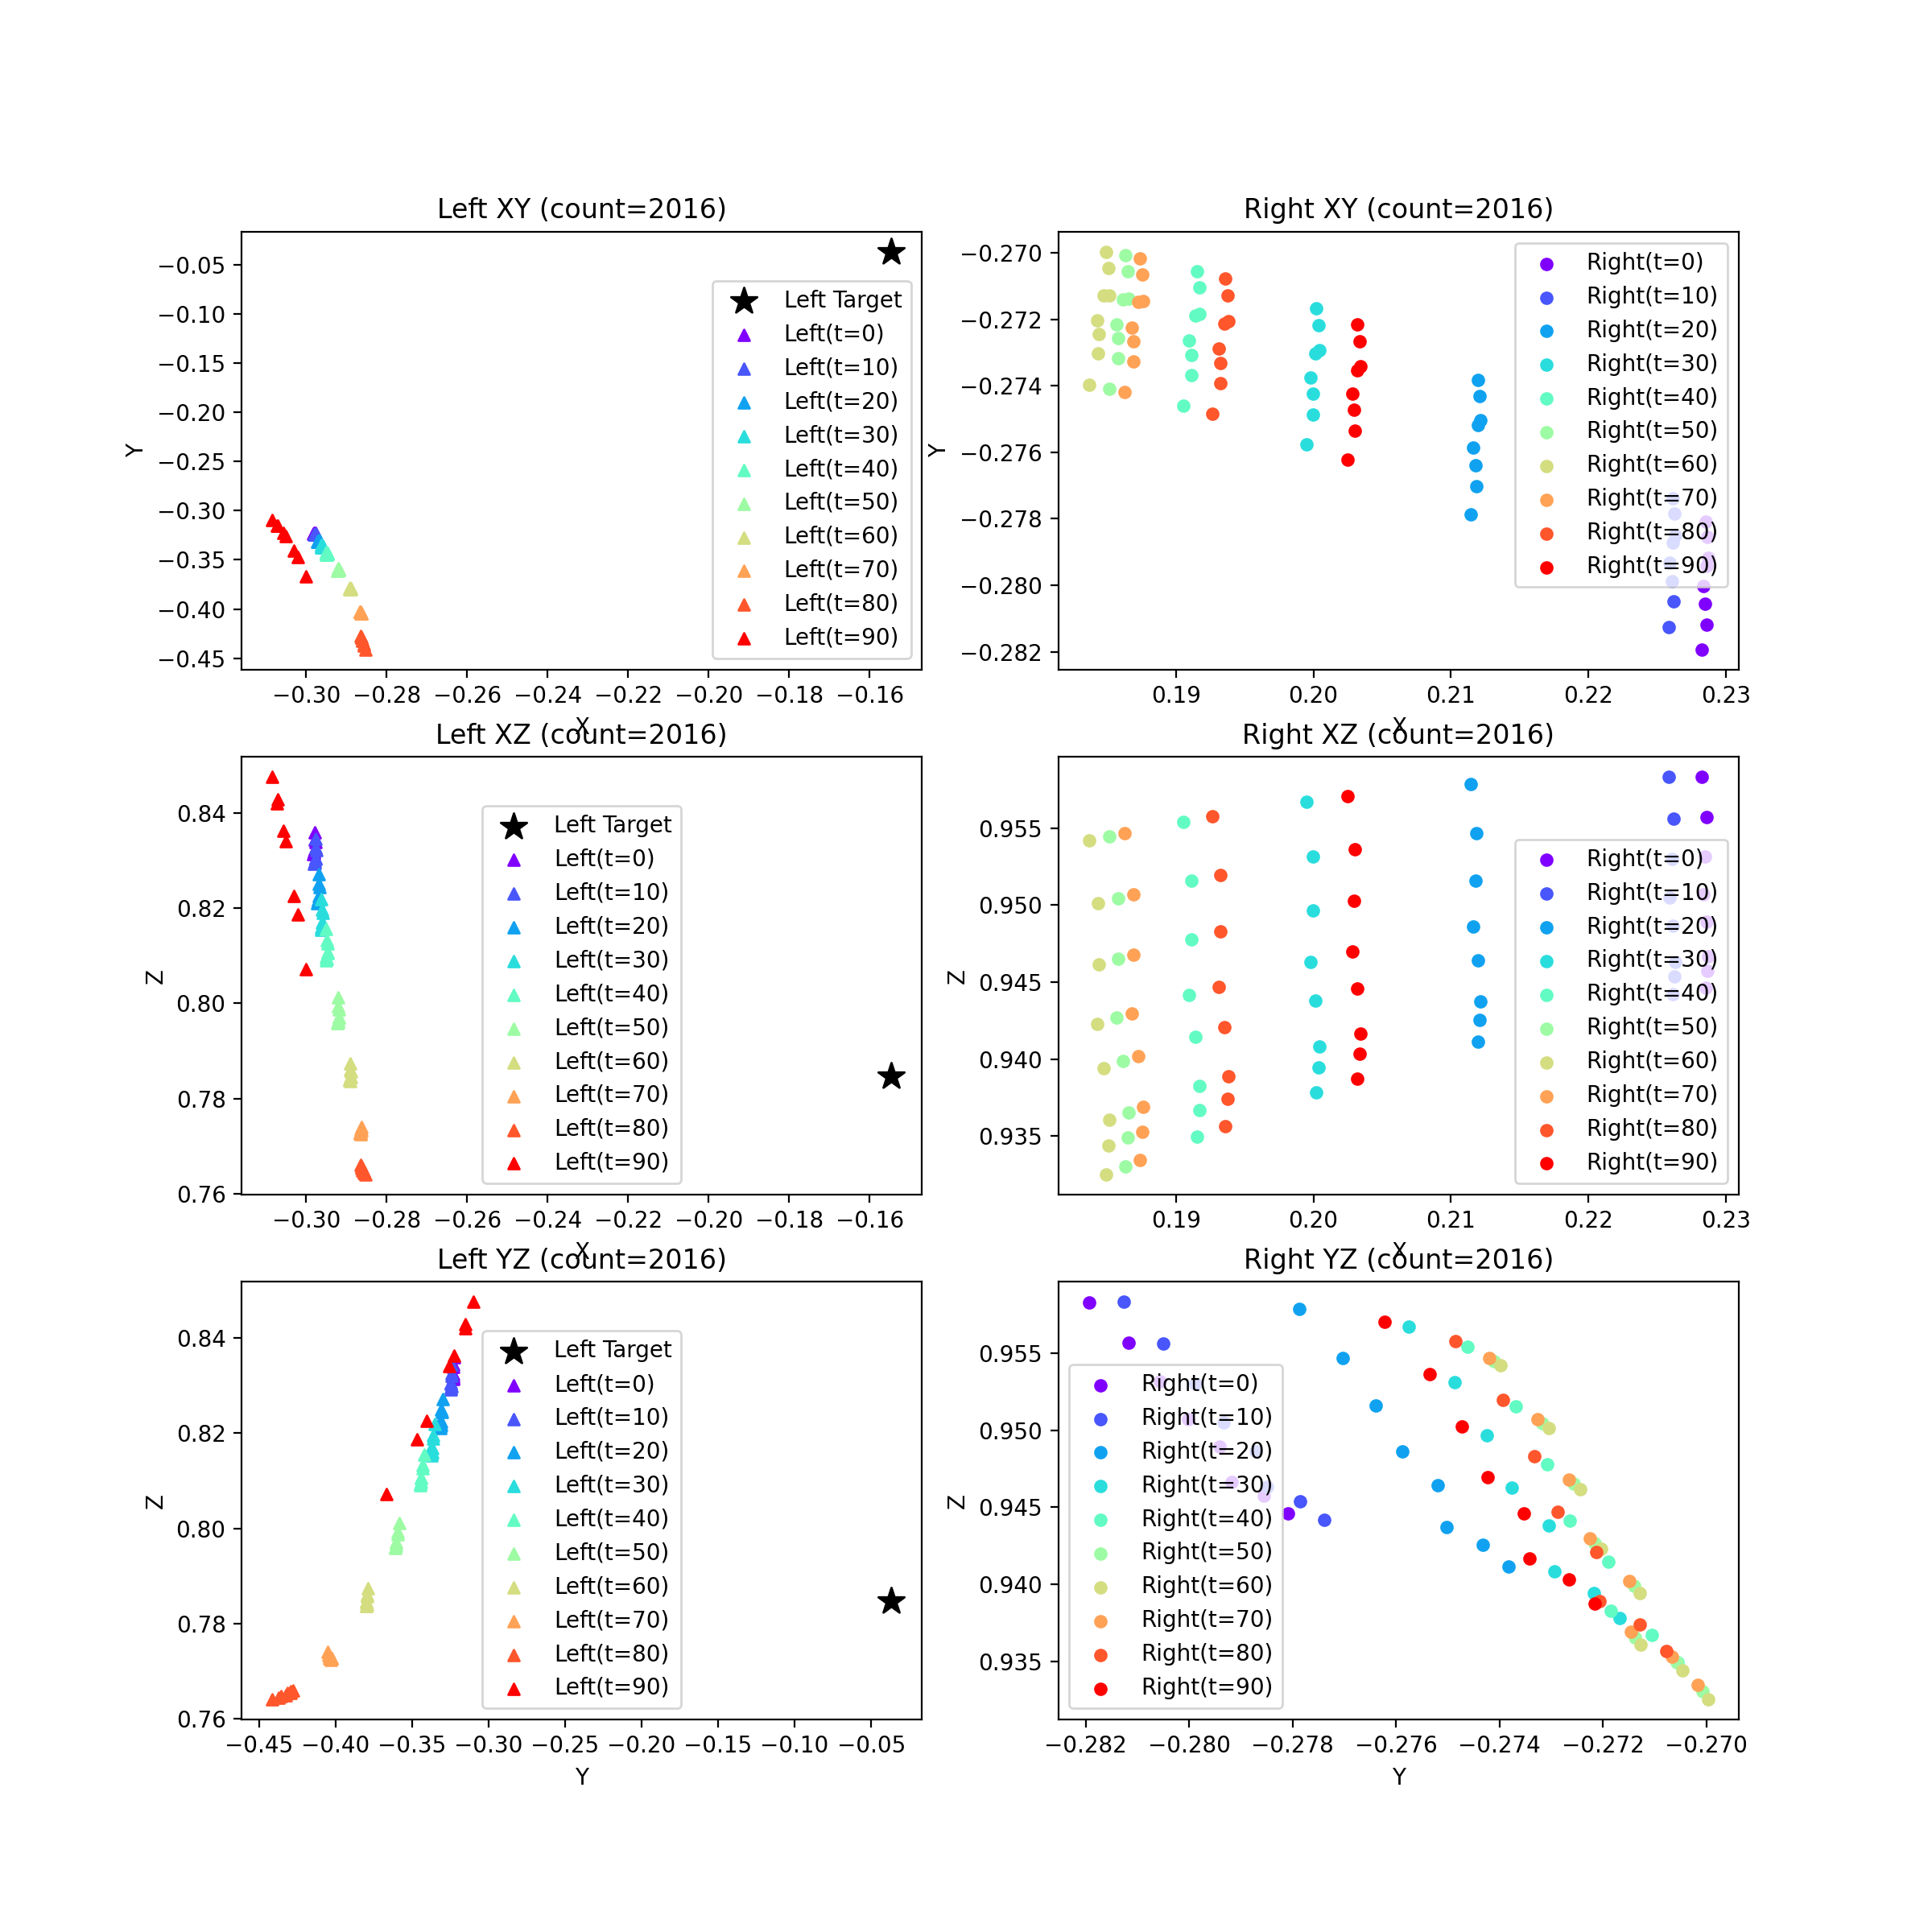 Left XY (count=2016)
−0.05
−0.10
−0.15
−0.20
−0.25
−0.30
−0.35
−0.40
−0.45
Y
−0.30 −0.28 −0.26 −0.24 −0.22 −0.20 −0.18 −0.16
X
Left Target
Left(t=0)
Left(t=10)
Left(t=20)
Left(t=30)
Left(t=40)
Left(t=50)
Left(t=60)
Left(t=70)
Left(t=80)
Left(t=90)
Right XY (count=2016)
−0.270
−0.272
−0.274
−0.276
−0.278
−0.280
−0.282
Y
0.19 0.20 0.21 0.22 0.23
X
Right(t=0)
Right(t=10)
Right(t=20)
Right(t=30)
Right(t=40)
Right(t=50)
Right(t=60)
Right(t=70)
Right(t=80)
Right(t=90)
Left XZ (count=2016)
0.84
0.82
0.80
0.78
0.76
Z
−0.30 −0.28 −0.26 −0.24 −0.22 −0.20 −0.18 −0.16
X
Left Target
Left(t=0)
Left(t=10)
Left(t=20)
Left(t=30)
Left(t=40)
Left(t=50)
Left(t=60)
Left(t=70)
Left(t=80)
Left(t=90)
Right XZ (count=2016)
0.955
0.950
0.945
0.940
0.935
Z
0.19 0.20 0.21 0.22 0.23
X
Right(t=0)
Right(t=10)
Right(t=20)
Right(t=30)
Right(t=40)
Right(t=50)
Right(t=60)
Right(t=70)
Right(t=80)
Right(t=90)
Left YZ (count=2016)
0.84
0.82
0.80
0.78
0.76
Z
−0.45 −0.40 −0.35 −0.30 −0.25 −0.20 −0.15 −0.10 −0.05
Y
Left Target
Left(t=0)
Left(t=10)
Left(t=20)
Left(t=30)
Left(t=40)
Left(t=50)
Left(t=60)
Left(t=70)
Left(t=80)
Left(t=90)
Right YZ (count=2016)
0.955
0.950
0.945
0.940
0.935
Z
−0.282 −0.280 −0.278 −0.276 −0.274 −0.272 −0.270
Y
Right(t=0)
Right(t=10)
Right(t=20)
Right(t=30)
Right(t=40)
Right(t=50)
Right(t=60)
Right(t=70)
Right(t=80)
Right(t=90)